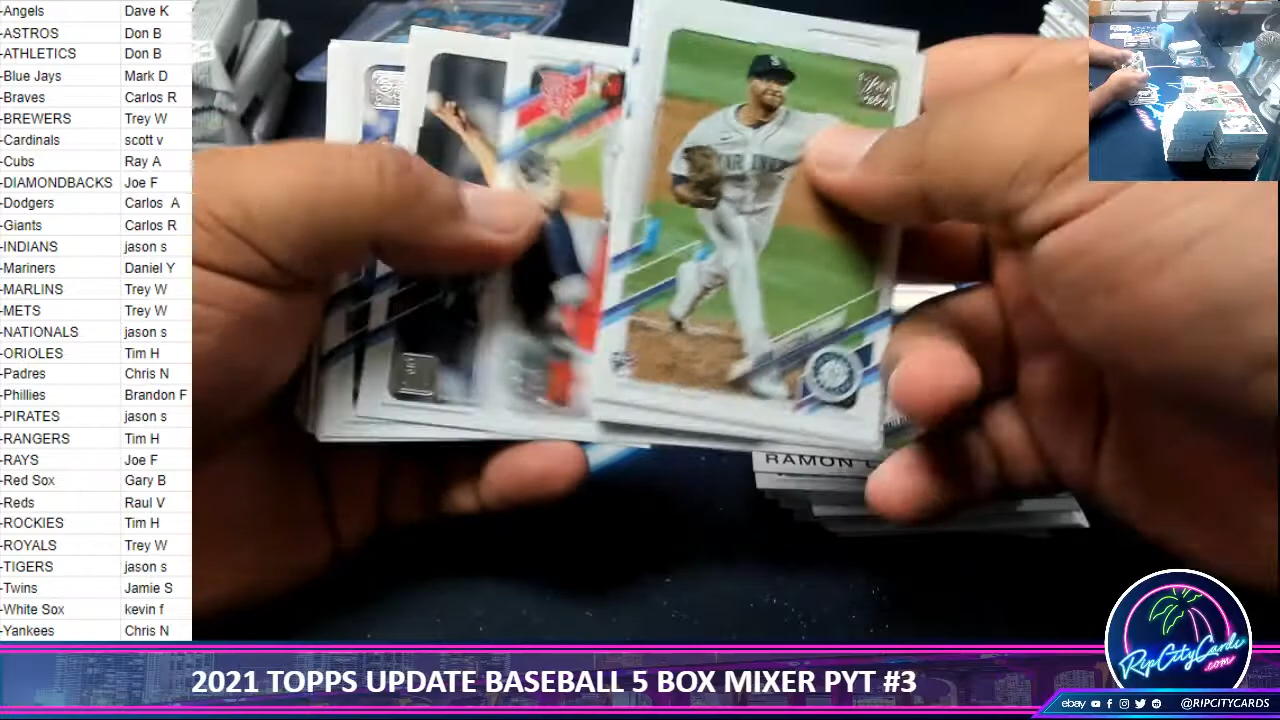 -Angels Dave K
-ASTROS Don B
-ATHLETICS Don B
-Blue Jays Mark D
-Braves Carlos R
-BREWERS Trey W
-Cardinals scott v
-Cubs Ray A
-DIAMONDBACKS Joe F
-Dodgers Carlos A
-Giants Carlos R
-INDIANS jason s
-Mariners Daniel Y
-MARLINS Trey W
-METS Trey W
-NATIONALS jason s
-ORIOLES Tim H
-Padres Chris N
-Phillies Brandon F
-PIRATES jason s
-RANGERS Tim H
-RAYS Joe F
-Red Sox Gary B
-Reds Raul V
-ROCKIES Tim H
-ROYALS Trey W
-TIGERS jason s
-Twins Jamie S
-White Sox kevin f
-Yankees Chris N
RAMON
RipCityCards
.com
2021 TOPPS UPDATE BASEBALL 5 BOX MIXER PYT #3
ebay @RIPCITYCARDS